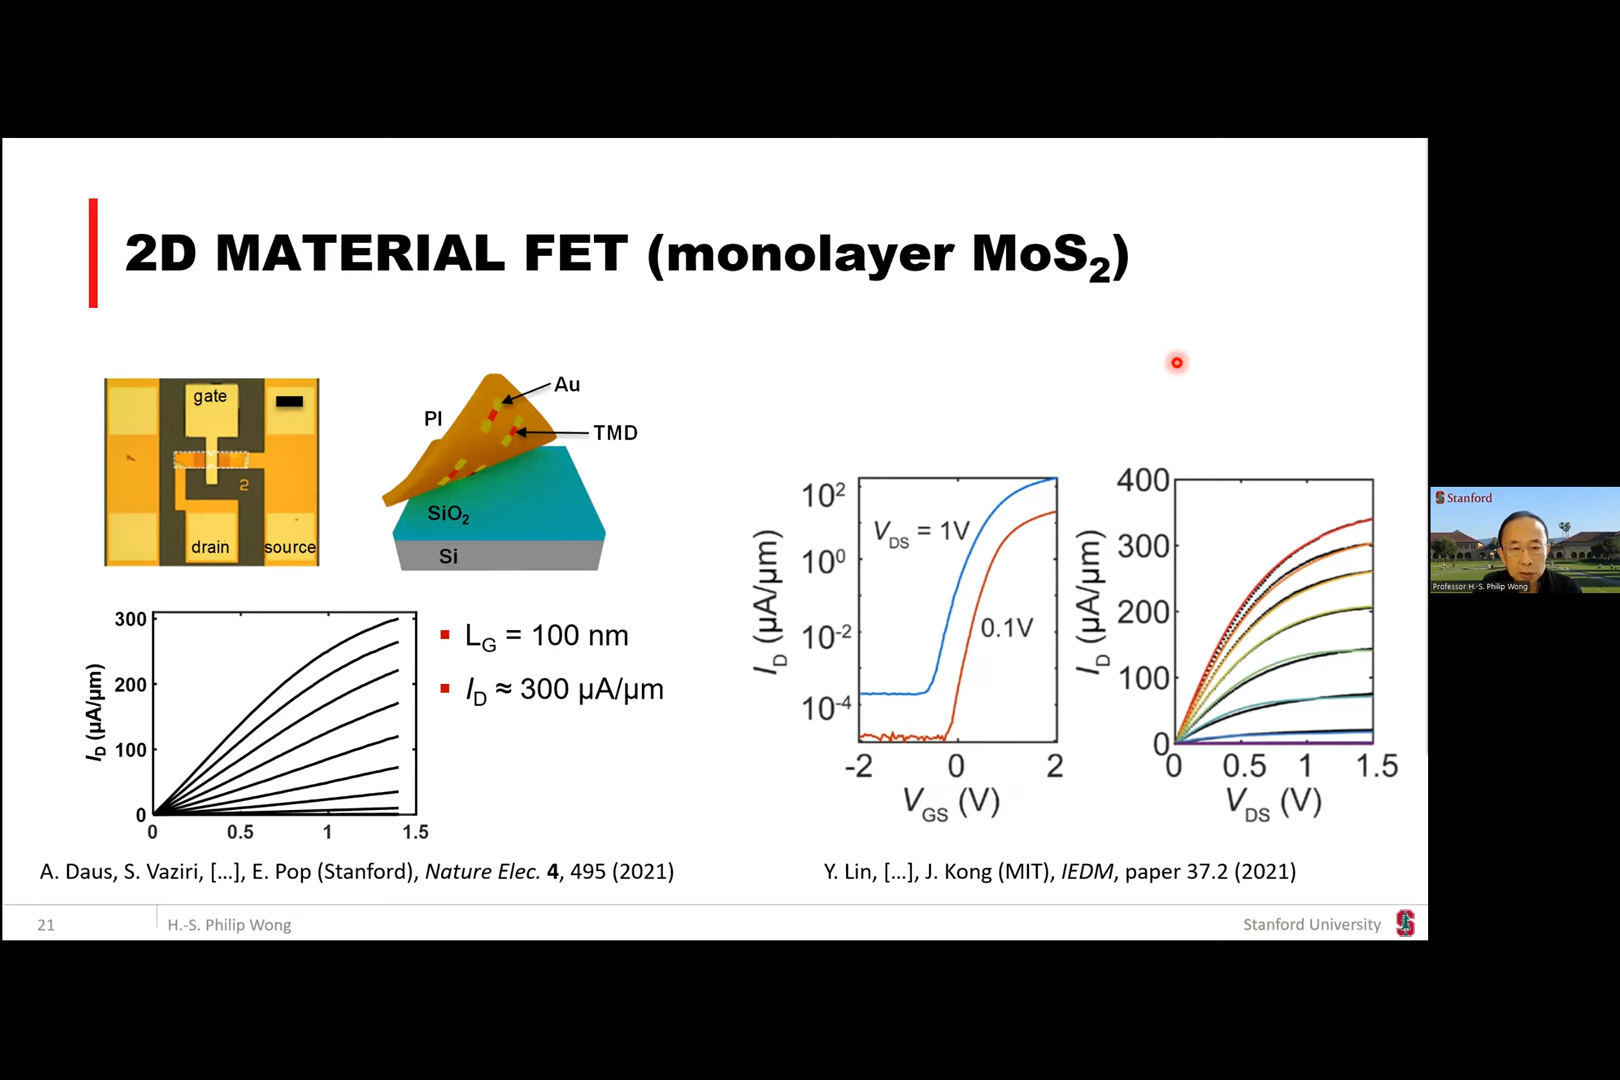 2D MATERIAL FET (monolayer MoS₂)
gate
2
drain
source
Au
PI
TMD
SiO₂
Si
300
200
100
0
I_D (μA/μm)
0 0.5 1 1.5
▪ L_G = 100 nm
▪ I_D ≈ 300 μA/μm
A. Daus, S. Vaziri, [...], E. Pop (Stanford), Nature Elec. 4, 495 (2021)
10²
10⁰
10⁻²
10⁻⁴
I_D (μA/μm)
V_DS = 1V
0.1V
-2 0 2
V_GS (V)
400
300
200
100
0
I_D (μA/μm)
0 0.5 1 1.5
V_DS (V)
Y. Lin, [...], J. Kong (MIT), IEDM, paper 37.2 (2021)
21
H.-S. Philip Wong
Stanford University
S
Stanford
Professor H.-S. Philip Wong